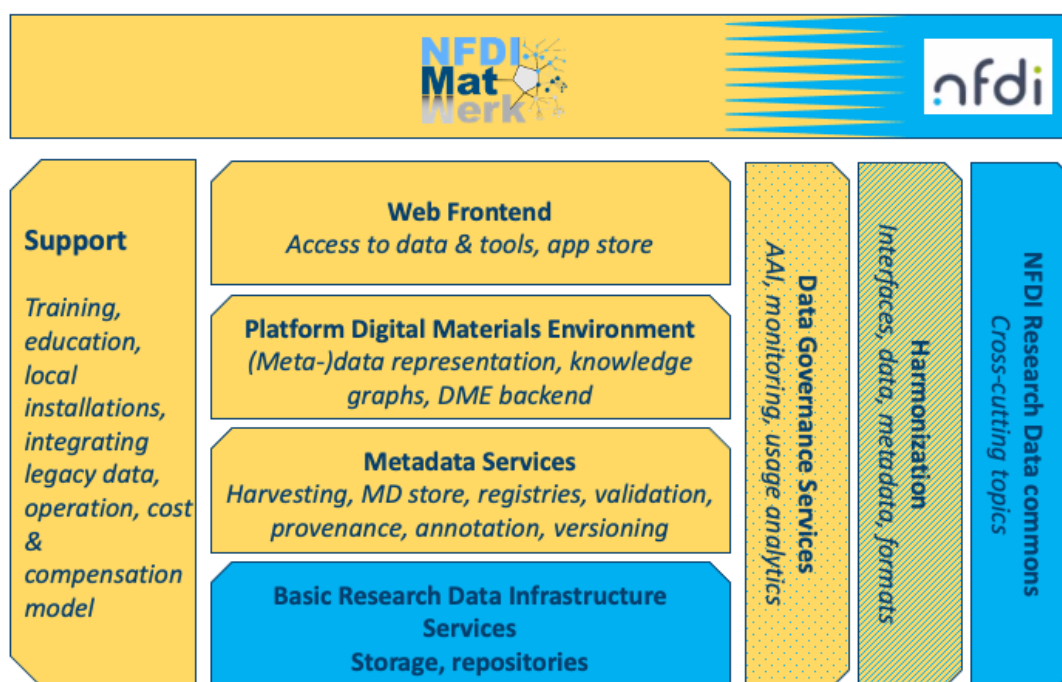 NFDI
Mat
Werk
nfdi
Support
Training,
education,
local
installations,
integrating
legacy data,
operation, cost
&
compensation
model
Web Frontend
Access to data & tools, app store
Platform Digital Materials Environment
(Meta-)data representation, knowledge
graphs, DME backend
Metadata Services
Harvesting, MD store, registries, validation,
provenance, annotation, versioning
Basic Research Data Infrastructure
Services
Storage, repositories
Data Governance Services
AAI, monitoring, usage analytics
Harmonization
Interfaces, data, metadata, formats
NFDI Research Data commons
Cross-cutting topics